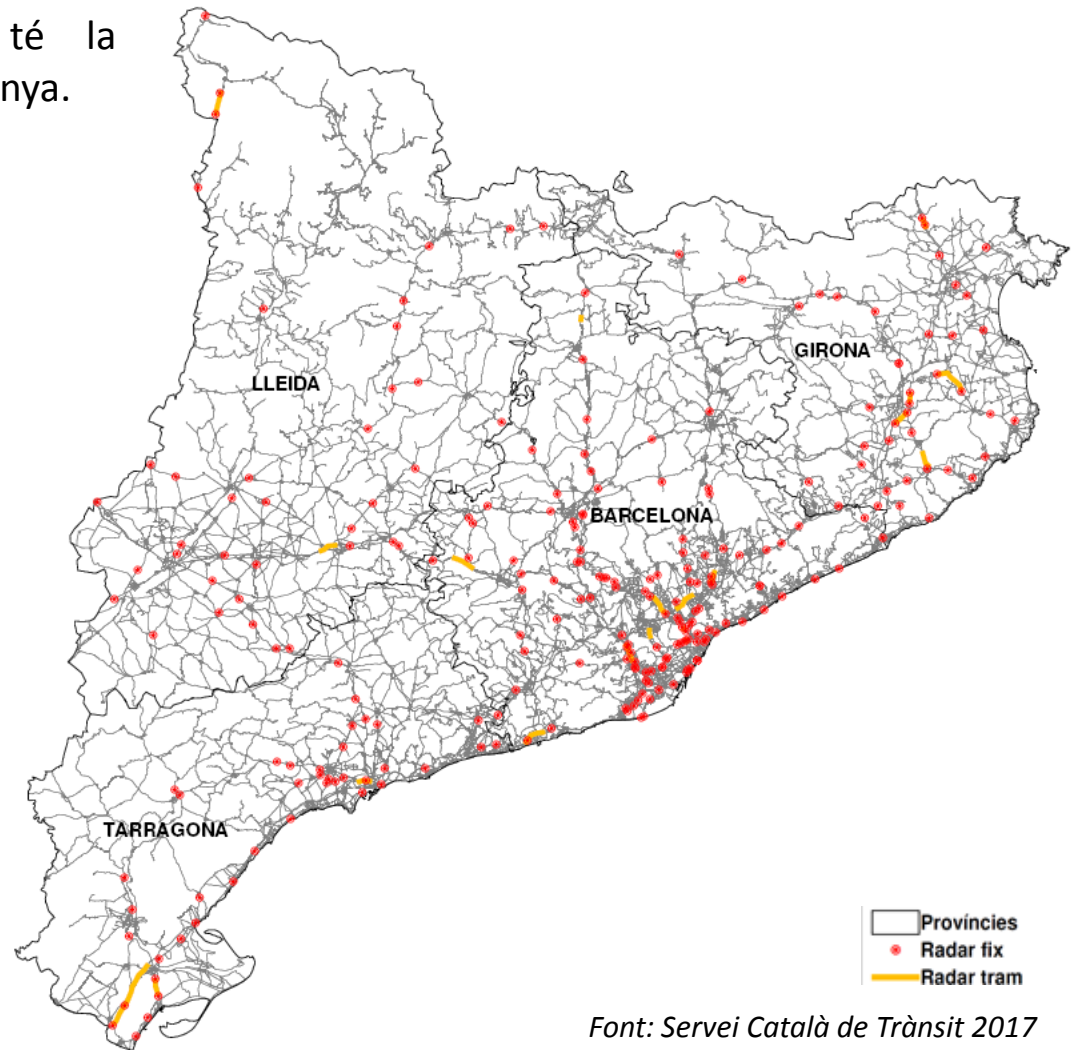 té la
nya.
GIRONA
LLEIDA
BARCELONA
TARRAGONA
Províncies
Radar fix
Radar tram
Font: Servei Català de Trànsit 2017